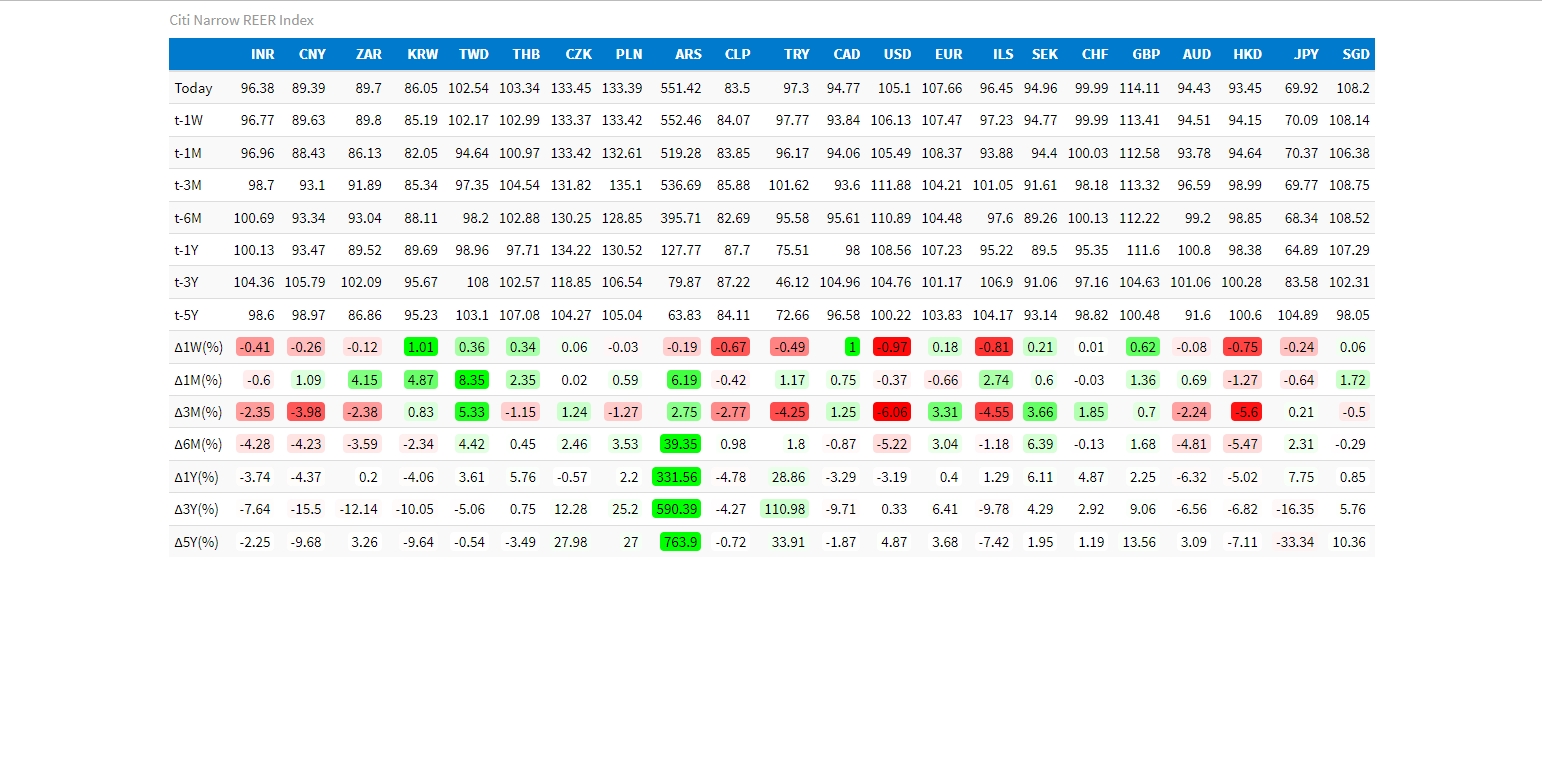 Citi Narrow REER Index
INR CNY ZAR KRW TWD THB CZK PLN ARS CLP TRY CAD USD EUR ILS SEK CHF GBP AUD HKD JPY SGD
Today 96.38 89.39 89.7 86.05 102.54 103.34 133.45 133.39 551.42 83.5 97.3 94.77 105.1 107.66 96.45 94.96 99.99 114.11 94.43 93.45 69.92 108.2
t-1W 96.77 89.63 89.8 85.19 102.17 102.99 133.37 133.42 552.46 84.07 97.77 93.84 106.13 107.47 97.23 94.77 99.99 113.41 94.51 94.15 70.09 108.14
t-1M 96.96 88.43 86.13 82.05 94.64 100.97 133.42 132.61 519.28 83.85 96.17 94.06 105.49 108.37 93.88 94.4 100.03 112.58 93.78 94.64 70.37 106.38
t-3M 98.7 93.1 91.89 85.34 97.35 104.54 131.82 135.1 536.69 85.88 101.62 93.6 111.88 104.21 101.05 91.61 98.18 113.32 96.59 98.99 69.77 108.75
t-6M 100.69 93.34 93.04 88.11 98.2 102.88 130.25 128.85 395.71 82.69 95.58 95.61 110.89 104.48 97.6 89.26 100.13 112.22 99.2 98.85 68.34 108.52
t-1Y 100.13 93.47 89.52 89.69 98.96 97.71 134.22 130.52 127.77 87.7 75.51 98 108.56 107.23 95.22 89.5 95.35 111.6 100.8 98.38 64.89 107.29
t-3Y 104.36 105.79 102.09 95.67 108 102.57 118.85 106.54 79.87 87.22 46.12 104.96 104.76 101.17 106.9 91.06 97.16 104.63 101.06 100.28 83.58 102.31
t-5Y 98.6 98.97 86.86 95.23 103.1 107.08 104.27 105.04 63.83 84.11 72.66 96.58 100.22 103.83 104.17 93.14 98.82 100.48 91.6 100.6 104.89 98.05
Δ1W(%) -0.41 -0.26 -0.12 1.01 0.36 0.34 0.06 -0.03 -0.19 -0.67 -0.49 1 -0.97 0.18 -0.81 0.21 0.01 0.62 -0.08 -0.75 -0.24 0.06
Δ1M(%) -0.6 1.09 4.15 4.87 8.35 2.35 0.02 0.59 6.19 -0.42 1.17 0.75 -0.37 -0.66 2.74 0.6 -0.03 1.36 0.69 -1.27 -0.64 1.72
Δ3M(%) -2.35 -3.98 -2.38 0.83 5.33 -1.15 1.24 -1.27 2.75 -2.77 -4.25 1.25 -6.06 3.31 -4.55 3.66 1.85 0.7 -2.24 -5.6 0.21 -0.5
Δ6M(%) -4.28 -4.23 -3.59 -2.34 4.42 0.45 2.46 3.53 39.35 0.98 1.8 -0.87 -5.22 3.04 -1.18 6.39 -0.13 1.68 -4.81 -5.47 2.31 -0.29
Δ1Y(%) -3.74 -4.37 0.2 -4.06 3.61 5.76 -0.57 2.2 331.56 -4.78 28.86 -3.29 -3.19 0.4 1.29 6.11 4.87 2.25 -6.32 -5.02 7.75 0.85
Δ3Y(%) -7.64 -15.5 -12.14 -10.05 -5.06 0.75 12.28 25.2 590.39 -4.27 110.98 -9.71 0.33 6.41 -9.78 4.29 2.92 9.06 -6.56 -6.82 -16.35 5.76
Δ5Y(%) -2.25 -9.68 3.26 -9.64 -0.54 -3.49 27.98 27 763.9 -0.72 33.91 -1.87 4.87 3.68 -7.42 1.95 1.19 13.56 3.09 -7.11 -33.34 10.36